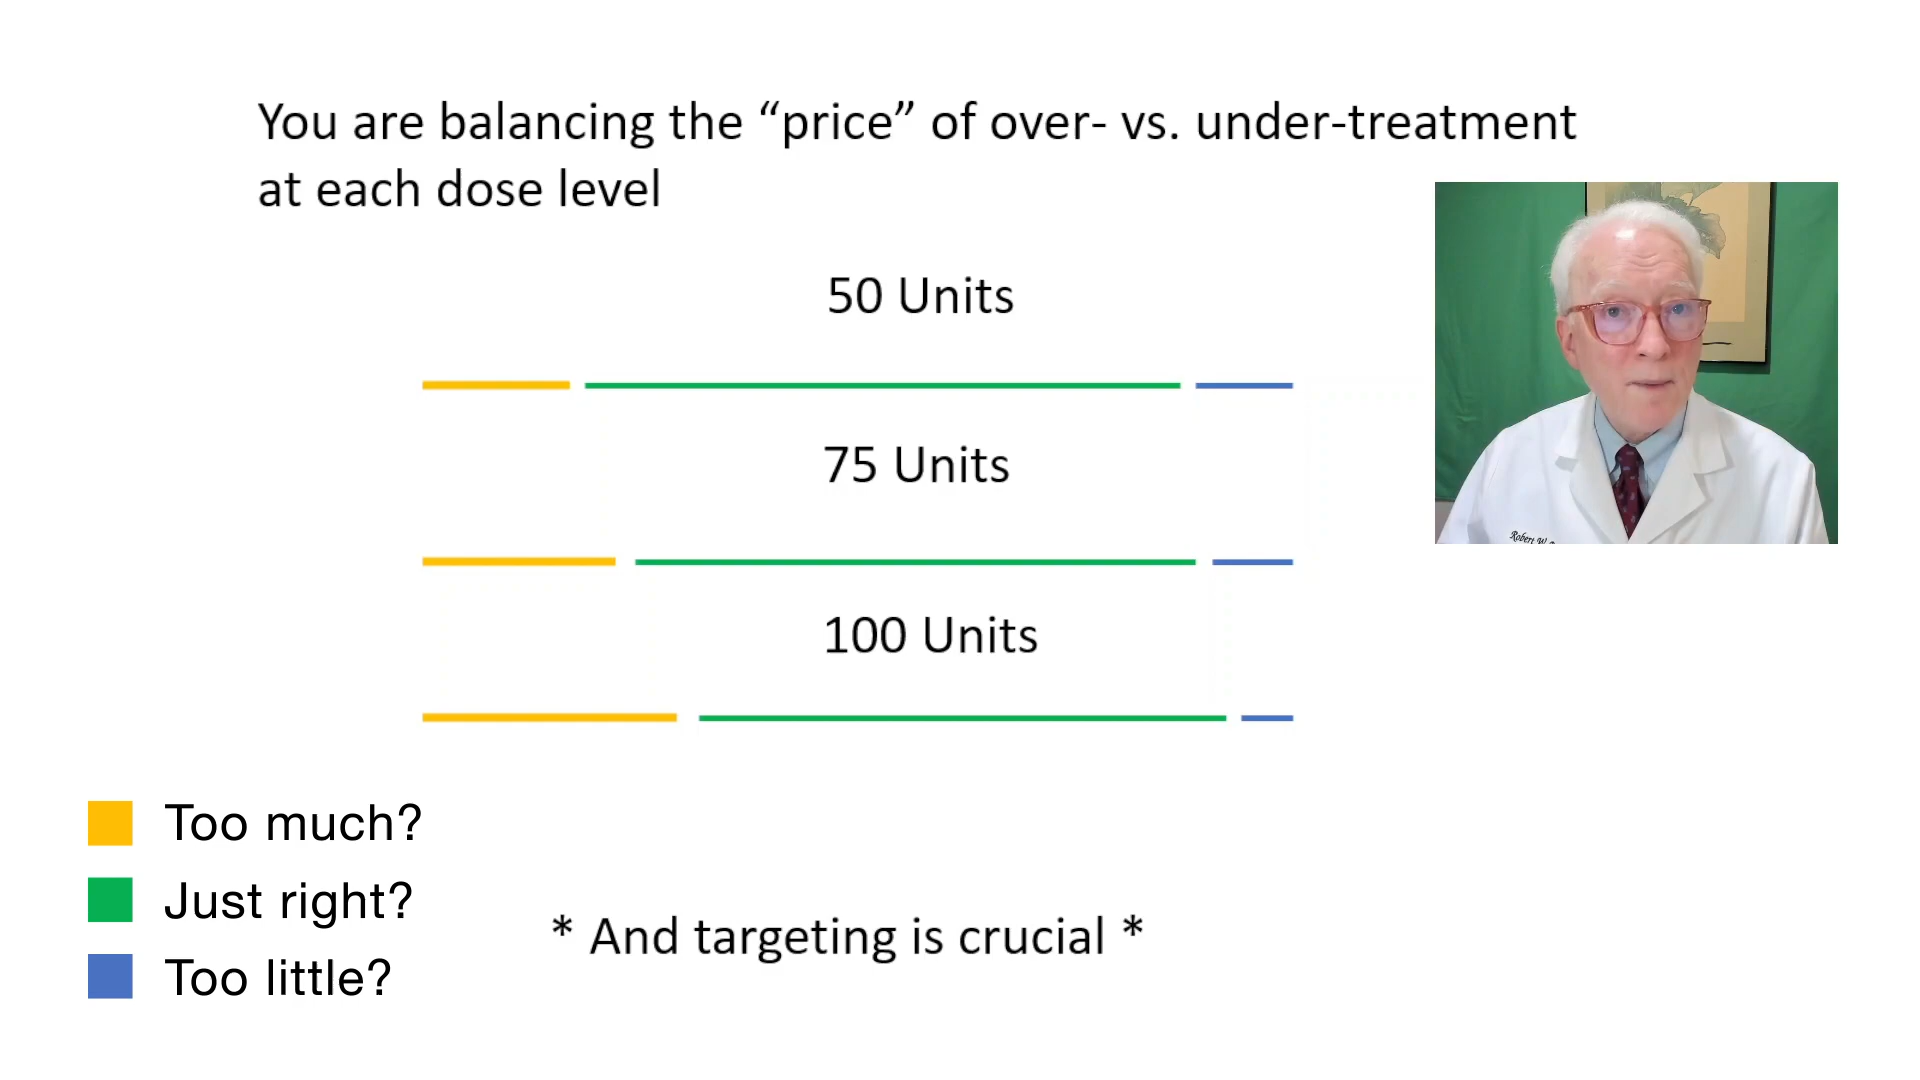 You are balancing the “price” of over- vs. under-treatment
at each dose level
50 Units
75 Units
100 Units
Robert W.
Too much?
Just right?
Too little?
* And targeting is crucial *